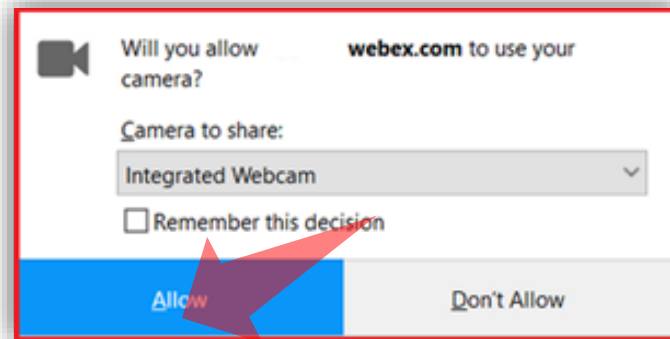 Will you allow webex.com to use your
camera?
Camera to share:
Integrated Webcam
Remember this decision
Allow
Don't Allow